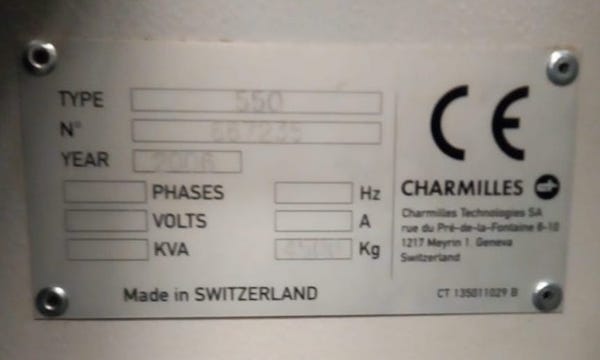 TYPE 550
N°
YEAR 2006
PHASES Hz
VOLTS A
KVA Kg
Made in SWITZERLAND
CE
CHARMILLES
Charmilles Technologies SA
rue du Pré-de-la-Fontaine 8-10
1217 Meyrin 1, Geneva
Switzerland
CT 135011029 B